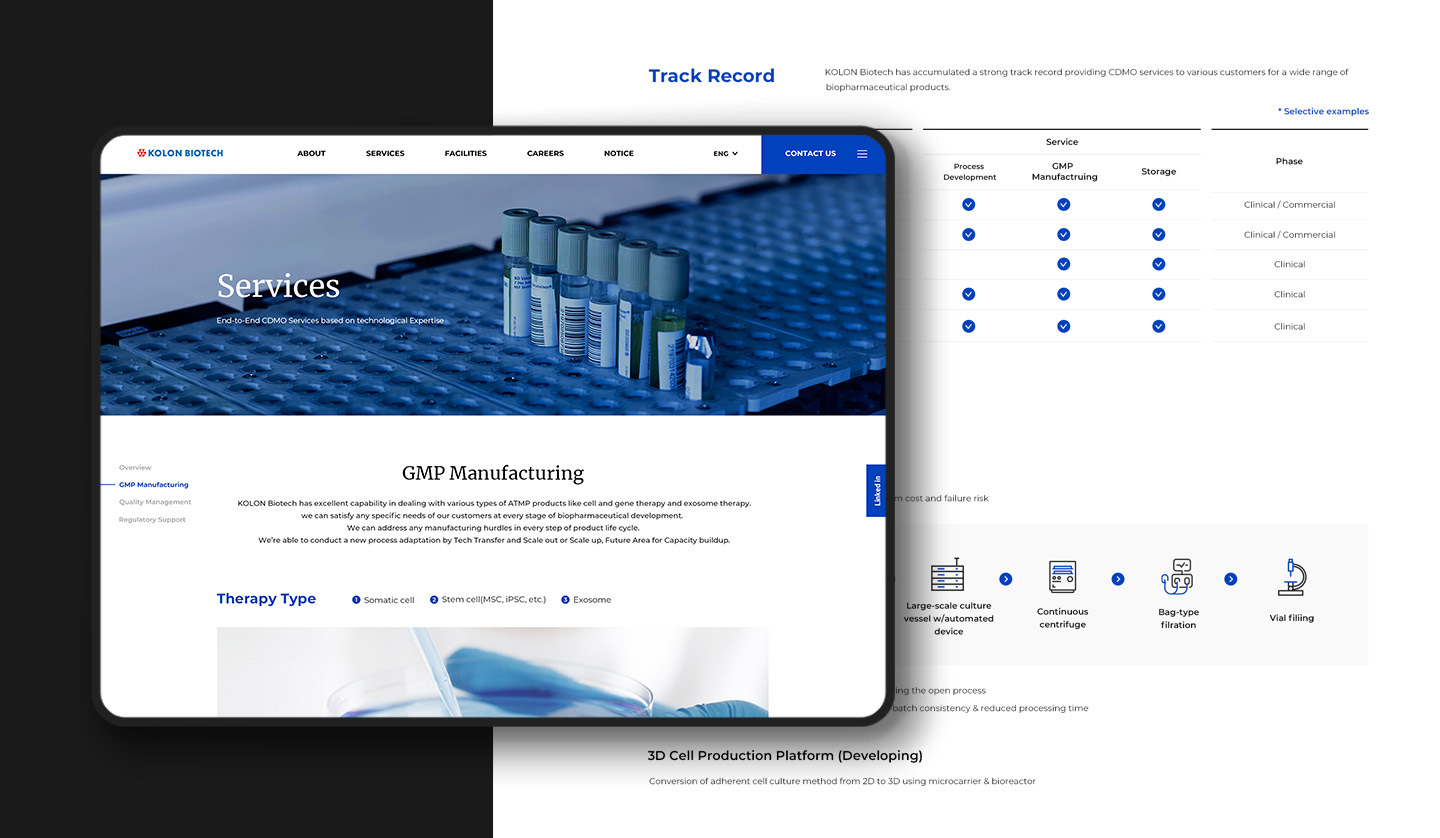 Track Record
KOLON Biotech has accumulated a strong track record providing CDMO services to various customers for a wide range of
biopharmaceutical products.
* Selective examples
Service
Phase
Process
Development
GMP
Manufactruing
Storage
Clinical / Commercial
Clinical / Commercial
Clinical
Clinical
Clinical
KOLON BIOTECH
ABOUT
SERVICES
FACILITIES
CAREERS
NOTICE
ENG
CONTACT US
Services
End-to-End CDMO Services based on technological Expertise
Overview
GMP Manufacturing
Quality Management
Regulatory Support
GMP Manufacturing
KOLON Biotech has excellent capability in dealing with various types of ATMP products like cell and gene therapy and exosome therapy.
we can satisfy any specific needs of our customers at every stage of biopharmaceutical development.
We can address any manufacturing hurdles in every step of product life cycle.
We're able to conduct a new process adaptation by Tech Transfer and Scale out or Scale up, Future Area for Capacity buildup.
Linked in
Therapy Type
1 Somatic cell
2 Stem cell(MSC, iPSC, etc.)
3 Exosome
cost and failure risk
Large-scale culture
vessel w/automated
device
Continuous
centrifuge
Bag-type
filration
Vial filiing
the open process
batch consistency & reduced processing time
3D Cell Production Platform (Developing)
Conversion of adherent cell culture method from 2D to 3D using microcarrier & bioreactor